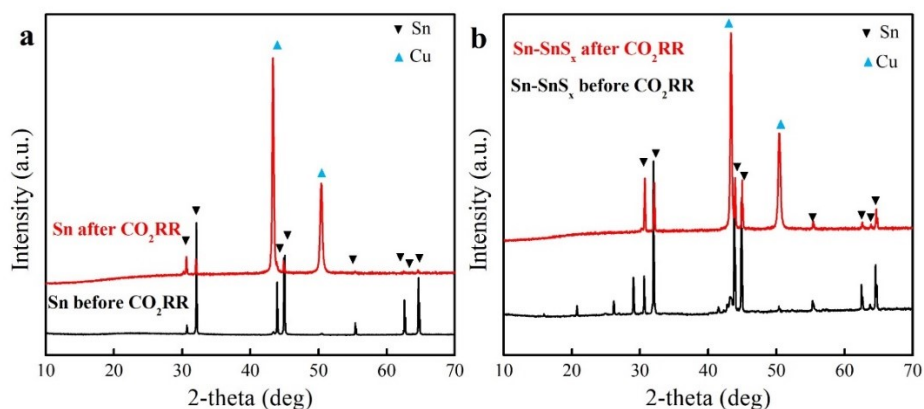 a
▼ Sn
▲ Cu
Sn after CO₂RR
Sn before CO₂RR
Intensity (a.u.)
10 20 30 40 50 60 70
2-theta (deg)
b
Sn-SnSₓ after CO₂RR
Sn-SnSₓ before CO₂RR
▼ Sn
▲ Cu
Intensity (a.u.)
10 20 30 40 50 60 70
2-theta (deg)